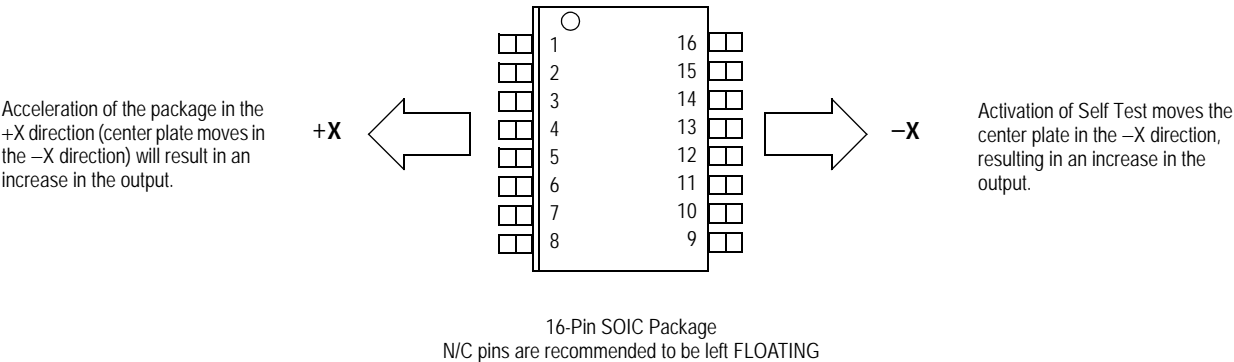 Acceleration of the package in the
+X direction (center plate moves in
the –X direction) will result in an
increase in the output.
+X
1
2
3
4
5
6
7
8
16
15
14
13
12
11
10
9
–X
Activation of Self Test moves the
center plate in the –X direction,
resulting in an increase in the
output.
16-Pin SOIC Package
N/C pins are recommended to be left FLOATING